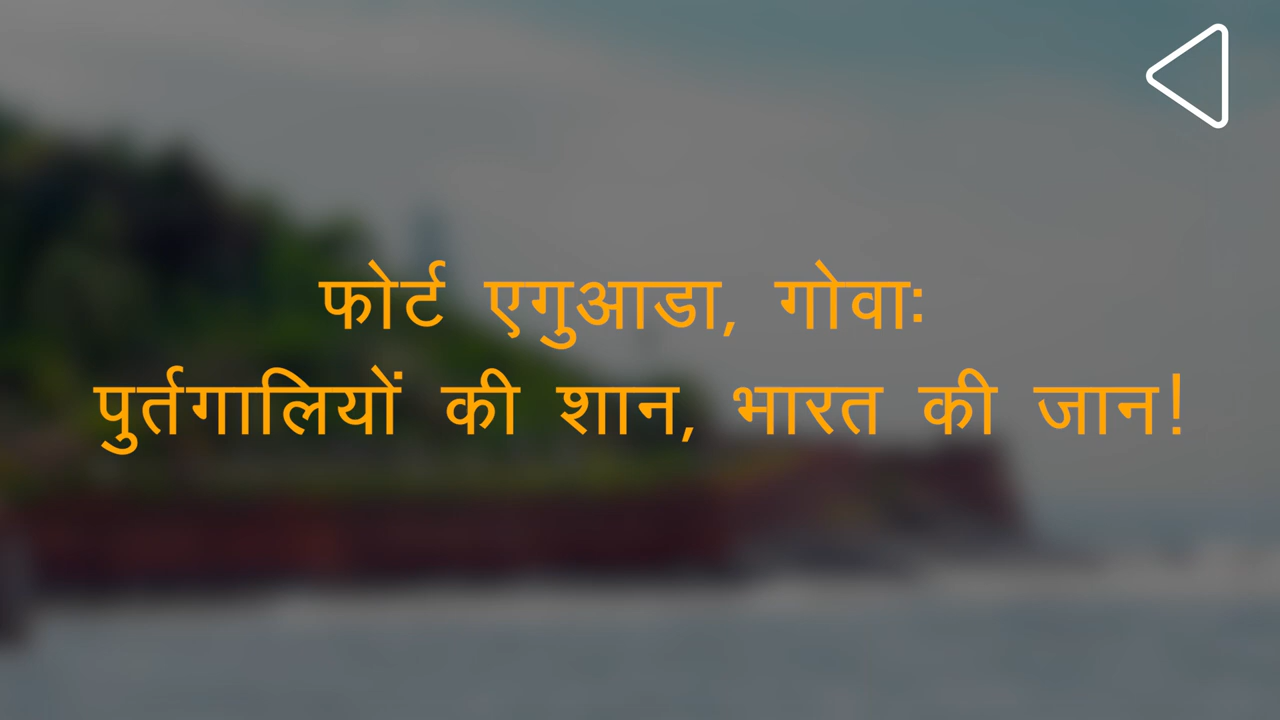 फोर्ट एगुआडा, गोवाः
पुर्तगालियों की शान, भारत की जान!